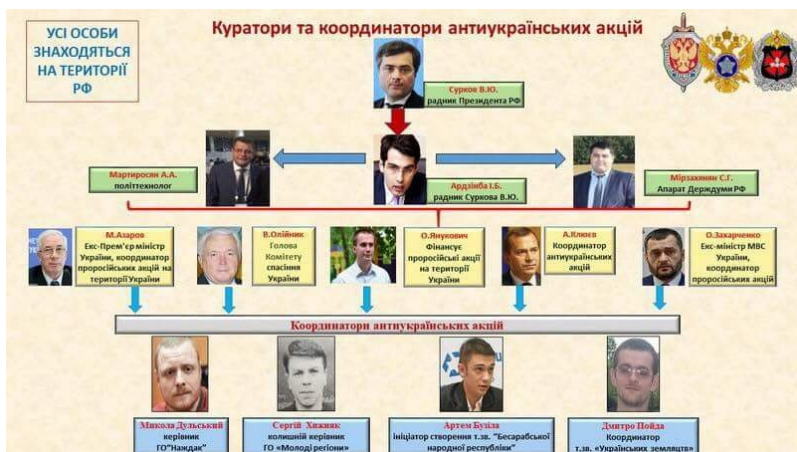 УСІ ОСОБИ
ЗНАХОДЯТЬСЯ
НА ТЕРИТОРІЇ
РФ
Куратори та координатори антиукраїнських акцій
Сурков В.Ю.
радник Президента РФ
Мартиросян А.А.
політтехнолог
Ардзінба І.Б.
радник Суркова В.Ю.
Мірзаханян С.Г.
Апарат Держдуми РФ
М.Азаров
Екс-Прем'єр міністр
України, координатор
проросійських акцій на
території України
В.Олійник
Голова
Комітету
спасіння
України
О.Янукович
Фінансує
проросійські акції
на території
України
А.Клюєв
Координатор
антиукраїнських
акцій
О.Захарченко
Екс-міністр МВС
України,
координатор
проросійських акцій
Координатори антиукраїнських акцій
Микола Дульський
керівник
ГО"Наждак"
Сергій Хижняк
колишній керівник
ГО «Молоді регіони»
Артем Бузіла
ініціатор створення т.зв. "Бесарабської
народної республіки"
Дмитро Пойда
Координатор
т.зв. «Українських земляцтв»